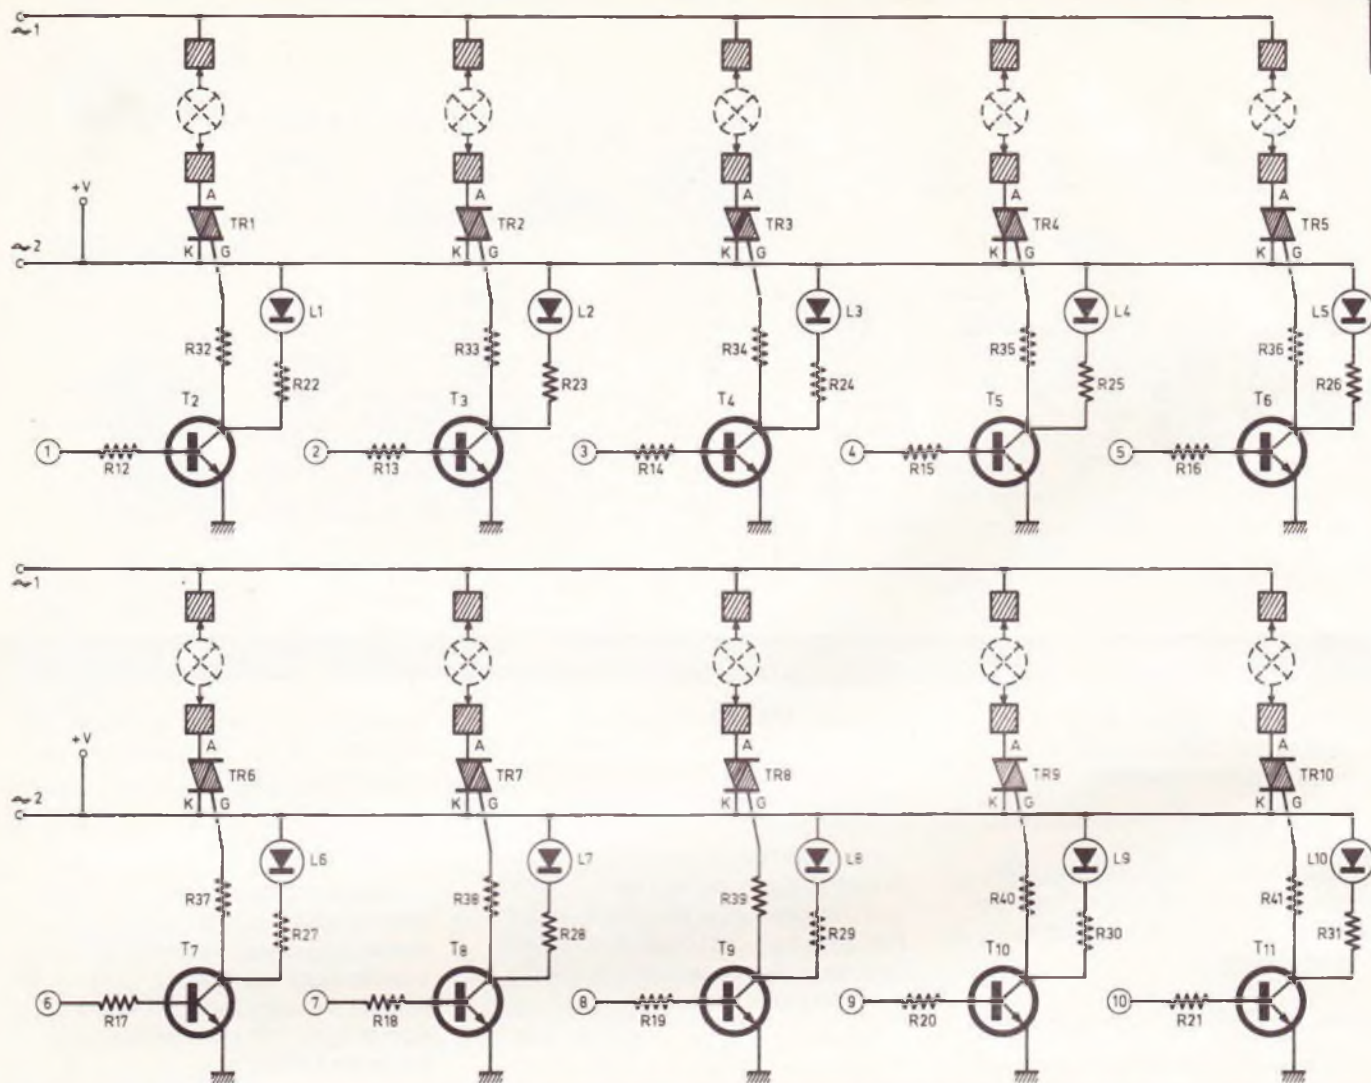 ~1
A A A A A
+V TR1 TR2 TR3 TR4 TR5
~2 K G K G K G K G K G
L1 L2 L3 L4 L5
R32 R33 R34 R35 R36
R22 R23 R24 R25 R26
T2 T3 T4 T5 T6
1 2 3 4 5
R12 R13 R14 R15 R16
~1
A A A A A
+V TR6 TR7 TR8 TR9 TR10
~2 K G K G K G K G K G
L6 L7 L8 L9 L10
R37 R38 R39 R40 R41
R27 R28 R29 R30 R31
T7 T8 T9 T10 T11
6 7 8 9 10
R17 R18 R19 R20 R21